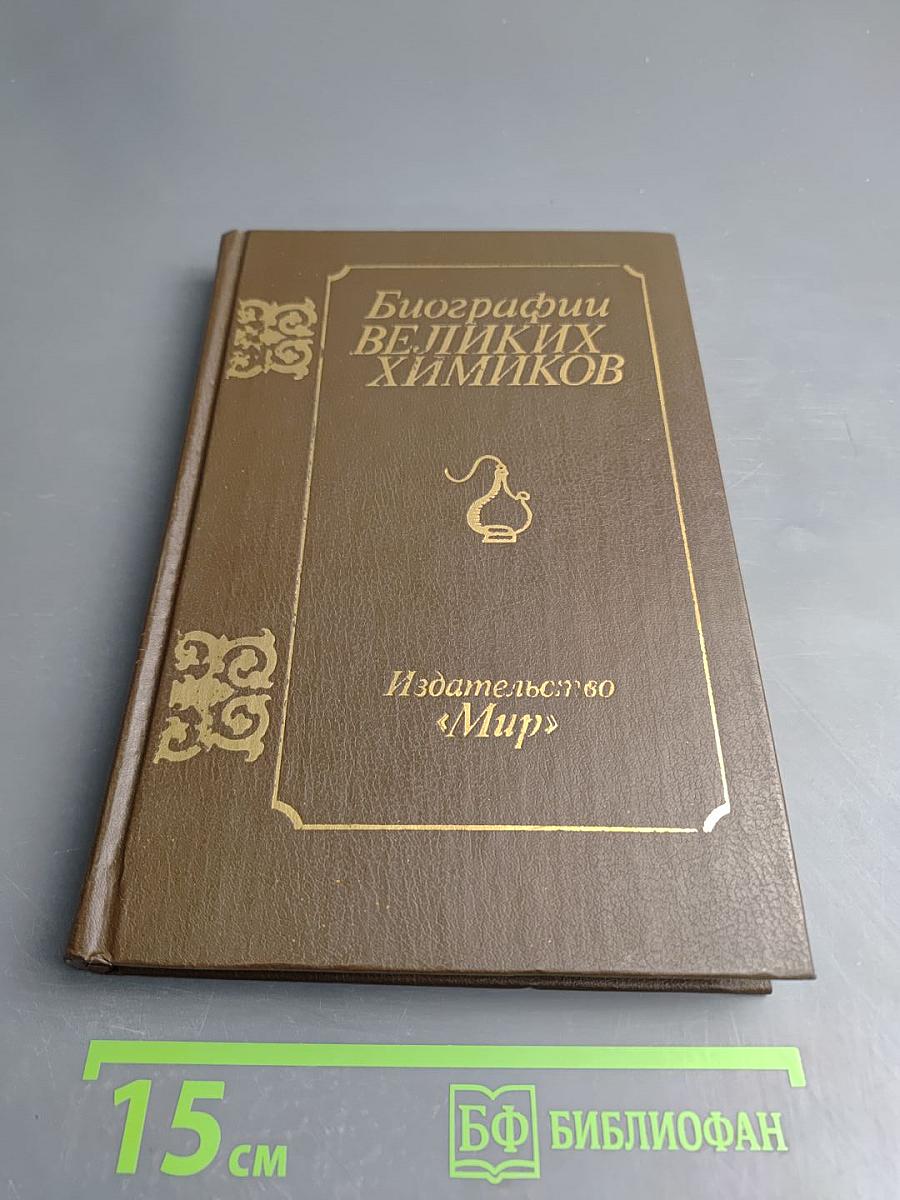 Биографии
ВЕЛИКИХ
ХИМИКОВ
Издательство
«Мир»
15 см
БФ БИБЛИОФАН